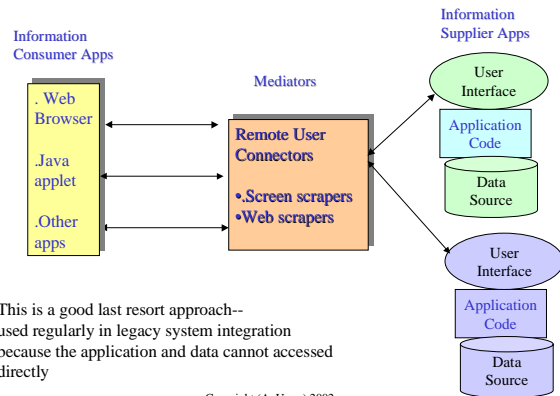 Information
Consumer Apps
Mediators
Information
Supplier Apps
. Web
Browser
.Java
applet
.Other
apps
Remote User
Connectors
•.Screen scrapers
•Web scrapers
User
Interface
Application
Code
Data
Source
User
Interface
Application
Code
Data
Source
This is a good last resort approach--
used regularly in legacy system integration
because the application and data cannot accessed
directly